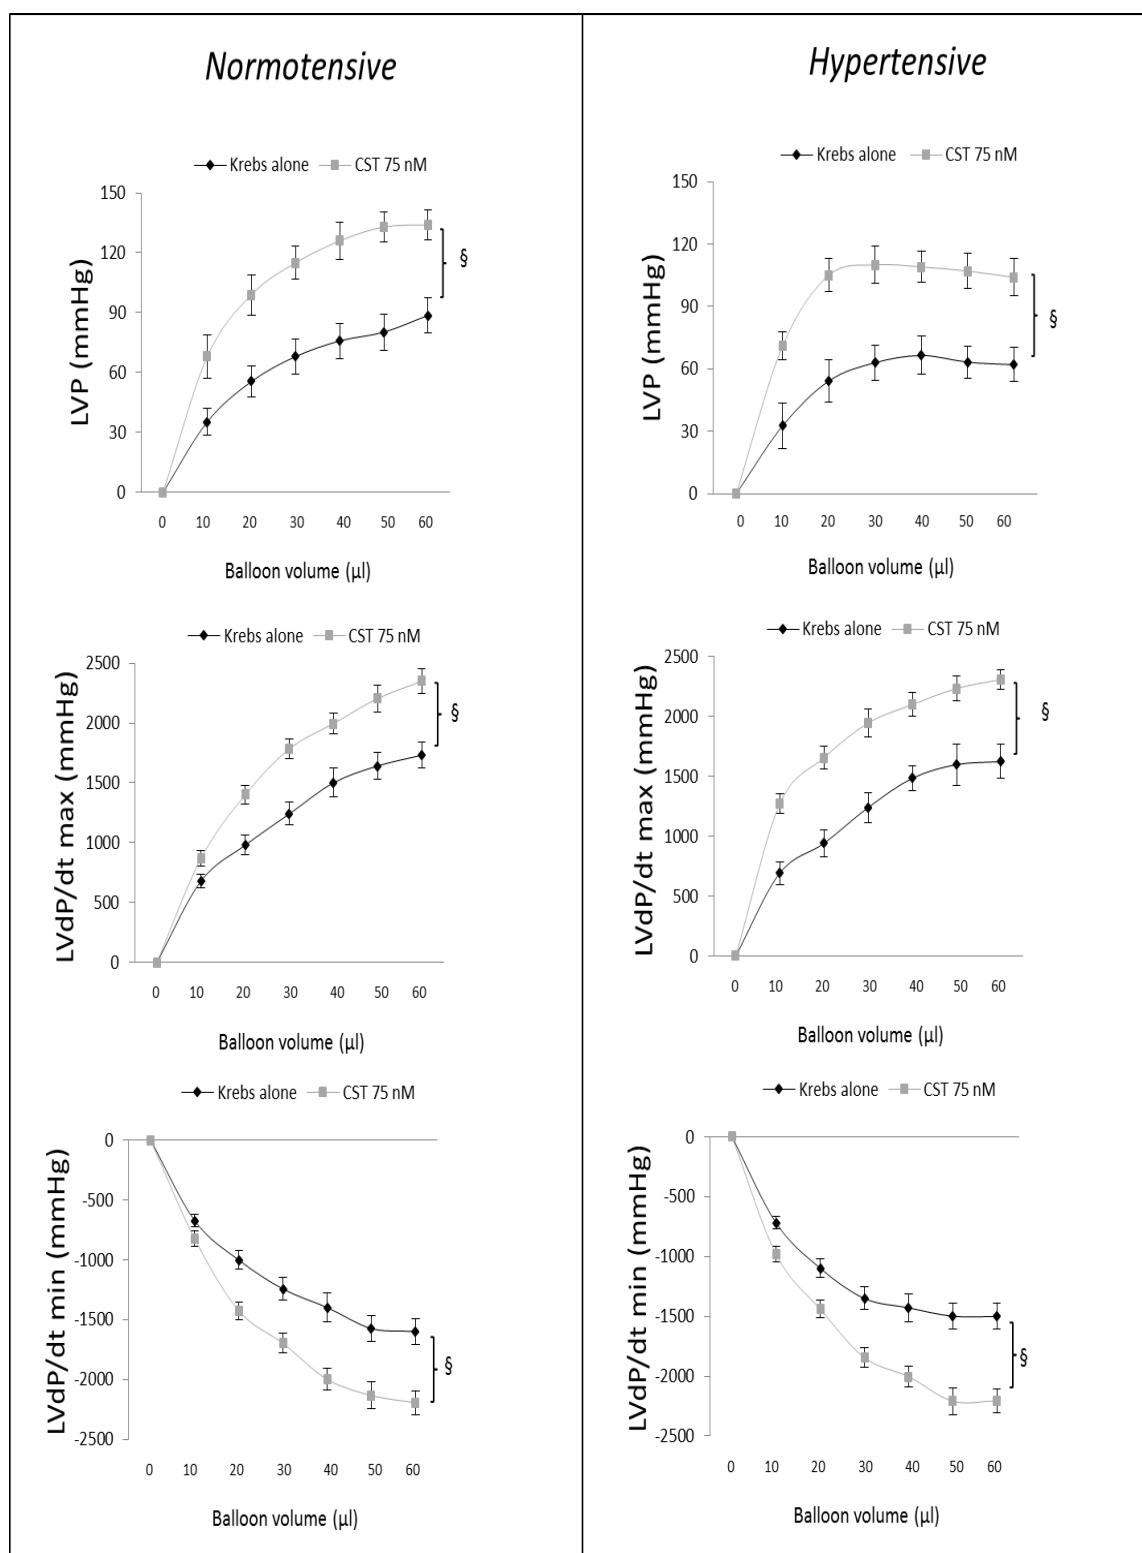 Normotensive
Krebs alone CST 75 nM
LVP (mmHg)
150
120
90
60
30
0
§
0 10 20 30 40 50 60
Balloon volume (µl)
Krebs alone CST 75 nM
LVdP/dt max (mmHg)
2500
2000
1500
1000
500
0
§
0 10 20 30 40 50 60
Balloon volume (µl)
Krebs alone CST 75 nM
LVdP/dt min (mmHg)
0
-500
-1000
-1500
-2000
-2500
§
0 10 20 30 40 50 60
Balloon volume (µl)
Hypertensive
Krebs alone CST 75 nM
LVP (mmHg)
150
120
90
60
30
0
§
0 10 20 30 40 50 60
Balloon volume (µl)
Krebs alone CST 75 nM
LVdP/dt max (mmHg)
2500
2000
1500
1000
500
0
§
0 10 20 30 40 50 60
Balloon volume (µl)
Krebs alone CST 75 nM
LVdP/dt min (mmHg)
0
-500
-1000
-1500
-2000
-2500
§
0 10 20 30 40 50 60
Balloon volume (µl)